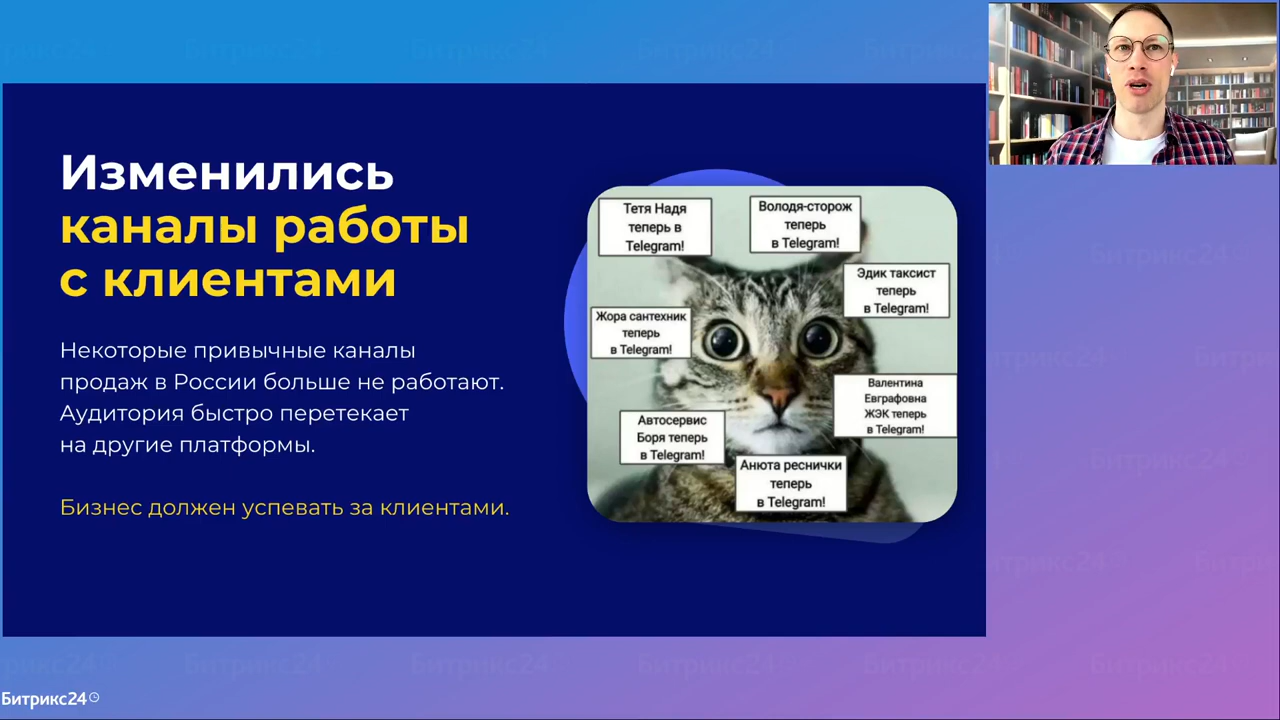 Изменились
каналы работы
с клиентами
Некоторые привычные каналы
продаж в России больше не работают.
Аудитория быстро перетекает
на другие платформы.
Бизнес должен успевать за клиентами.
Тетя Надя
теперь в
Telegram!
Володя-сторож
теперь
в Telegram!
Эдик таксист
теперь
в Telegram!
Жора сантехник
теперь
в Telegram!
Валентина
Евграфовна
ЖЭК теперь
в Telegram!
Автосервис
Боря теперь
в Telegram!
Анюта реснички
теперь
в Telegram!
Битрикс24